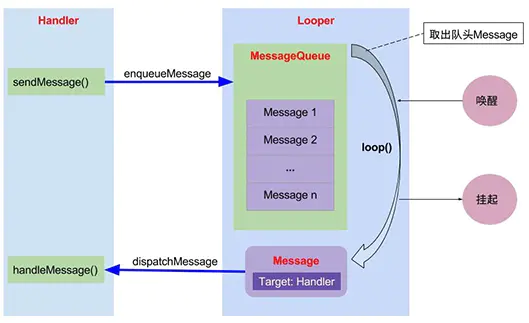 Handler
Looper
取出队头Message
MessageQueue
sendMessage()
enqueueMessage
唤醒
Message 1
Message 2
...
Message n
loop()
挂起
handleMessage()
dispatchMessage
Message
Target: Handler